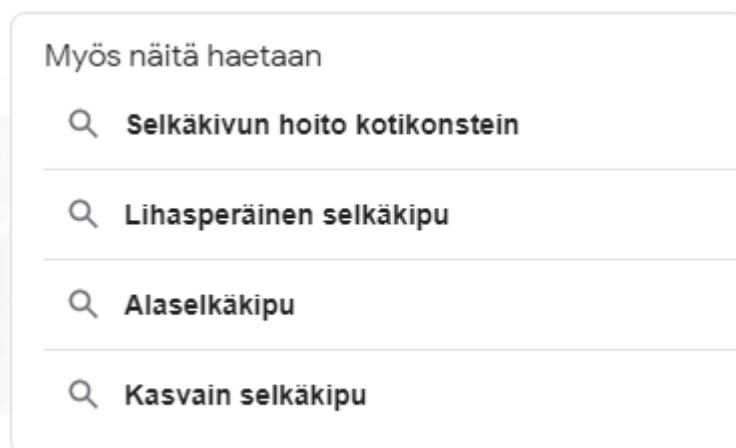 Myös näitä haetaan
Selkäkivun hoito kotikonstein
Lihasperäinen selkäkipu
Alaselkäkipu
Kasvain selkäkipu